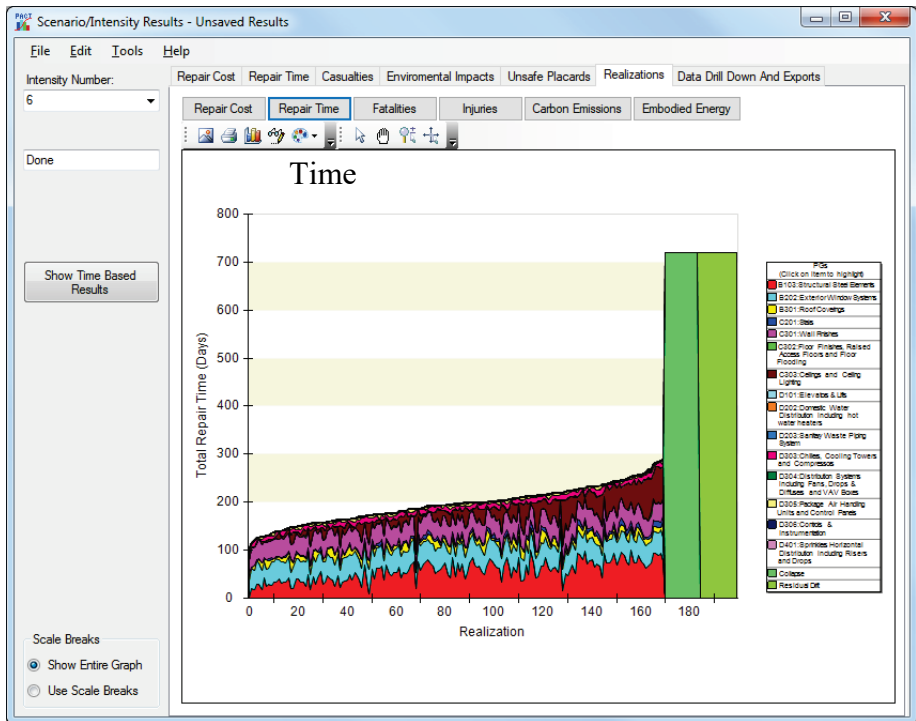 PACT
Scenario/Intensity Results - Unsaved Results
File Edit Tools Help
Intensity Number:
6
Done
Show Time Based
Results
Scale Breaks
Show Entire Graph
Use Scale Breaks
Repair Cost Repair Time Casualties Enviromental Impacts Unsafe Placards Realizations Data Drill Down And Exports
Repair Cost Repair Time Fatalities Injuries Carbon Emissions Embodied Energy
Time
Total Repair Time (Days)
800
700
600
500
400
300
200
100
0
0 20 40 60 80 100 120 140 160 180
Realization
PGs
(Click on item to highlight)
B103:Structural Steel Elements
B202:Exterior Window Systems
B301:Roof Coverings
C201:Stairs
C301:Wall Finishes
C302:Floor Finishes, Raised
Access Floors and Floor
Flooding
C303:Ceilings and Ceiling
Lighting
D101:Elevators & Lifts
D202:Domestic Water
Distribution including hot
water heaters
D203:Sanitary Waste Piping
System
D303:Chillers, Cooling Towers
and Compressors
D304:Distribution Systems
including Fans, Drops &
Diffusers and VAV Boxes
D305:Package Air Handling
Units and Control Panels
D306:Controls &
Instrumentation
D401:Sprinklers Horizontal
Distribution including Risers
and Drops
Collapse
Residual Drift